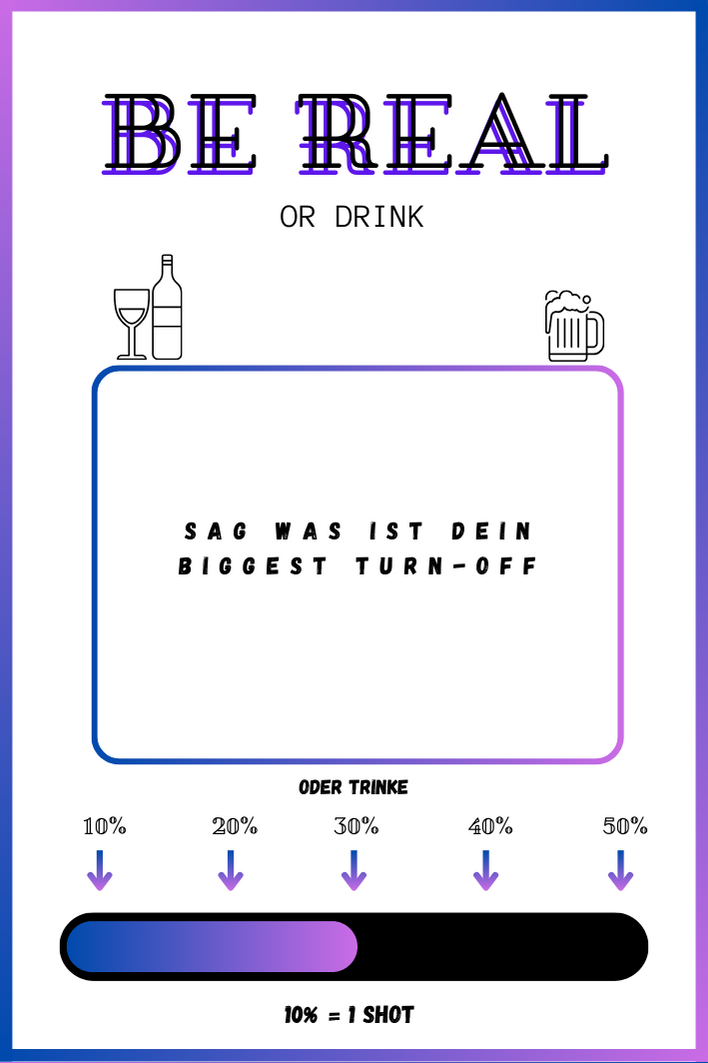 BE REAL
OR DRINK
SAG WAS IST DEIN
BIGGEST TURN-OFF
ODER TRINKE
10% 20% 30% 40% 50%
10% = 1 SHOT